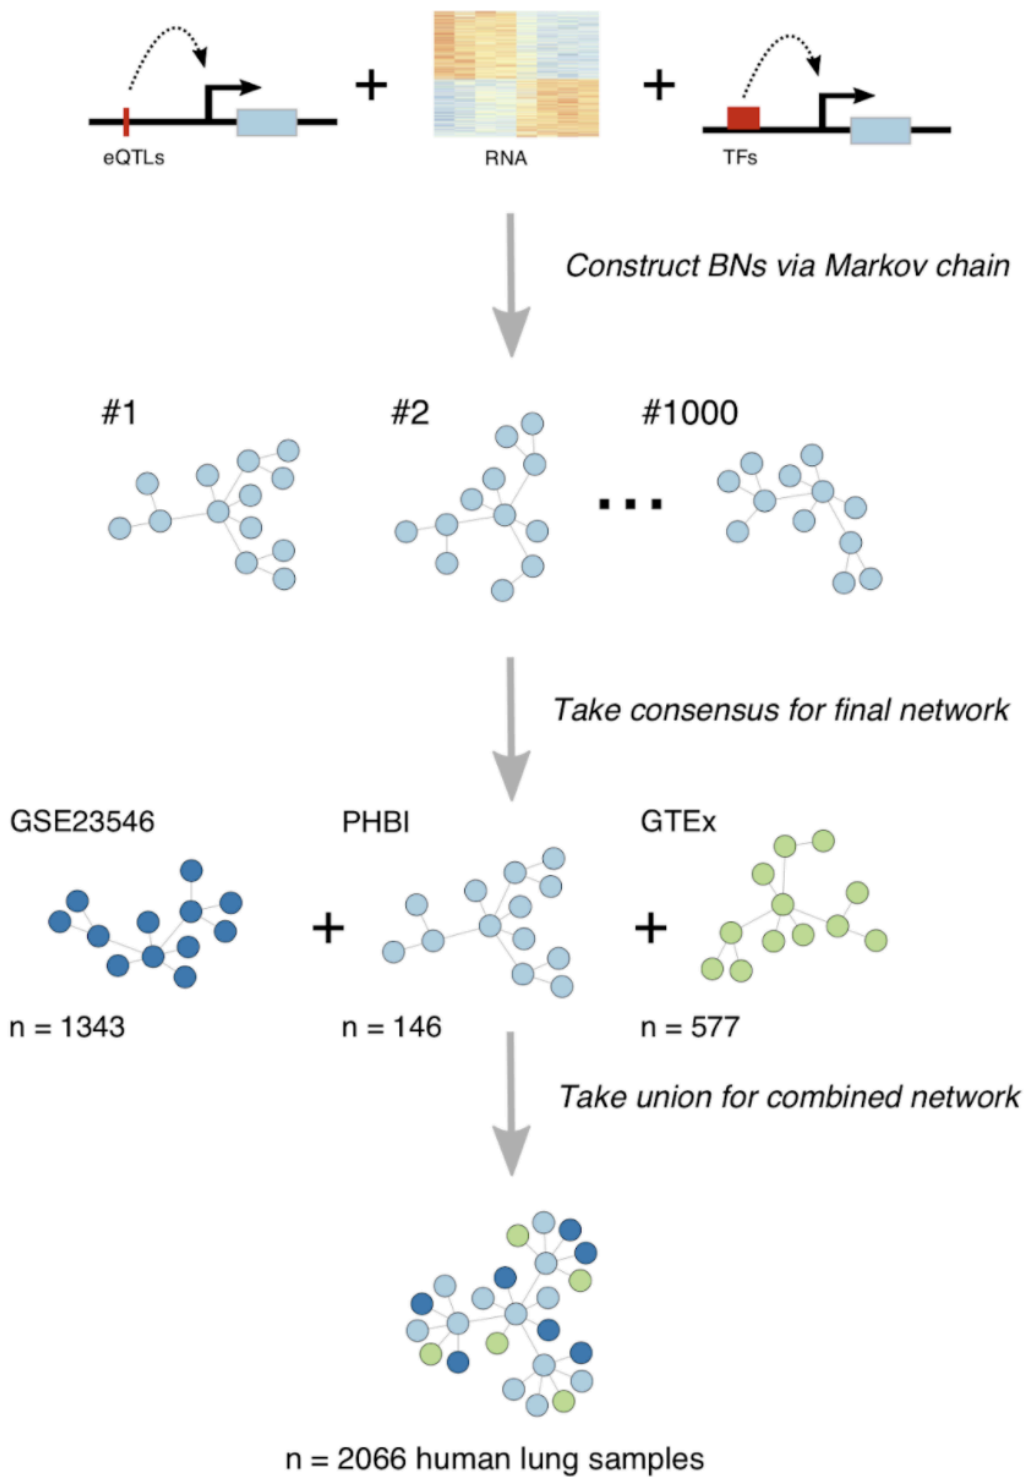 +
+
eQTLs
RNA
TFs
Construct BNs via Markov chain
#1
#2
...
#1000
Take consensus for final network
GSE23546
PHBI
GTEx
+
+
n = 1343
n = 146
n = 577
Take union for combined network
n = 2066 human lung samples